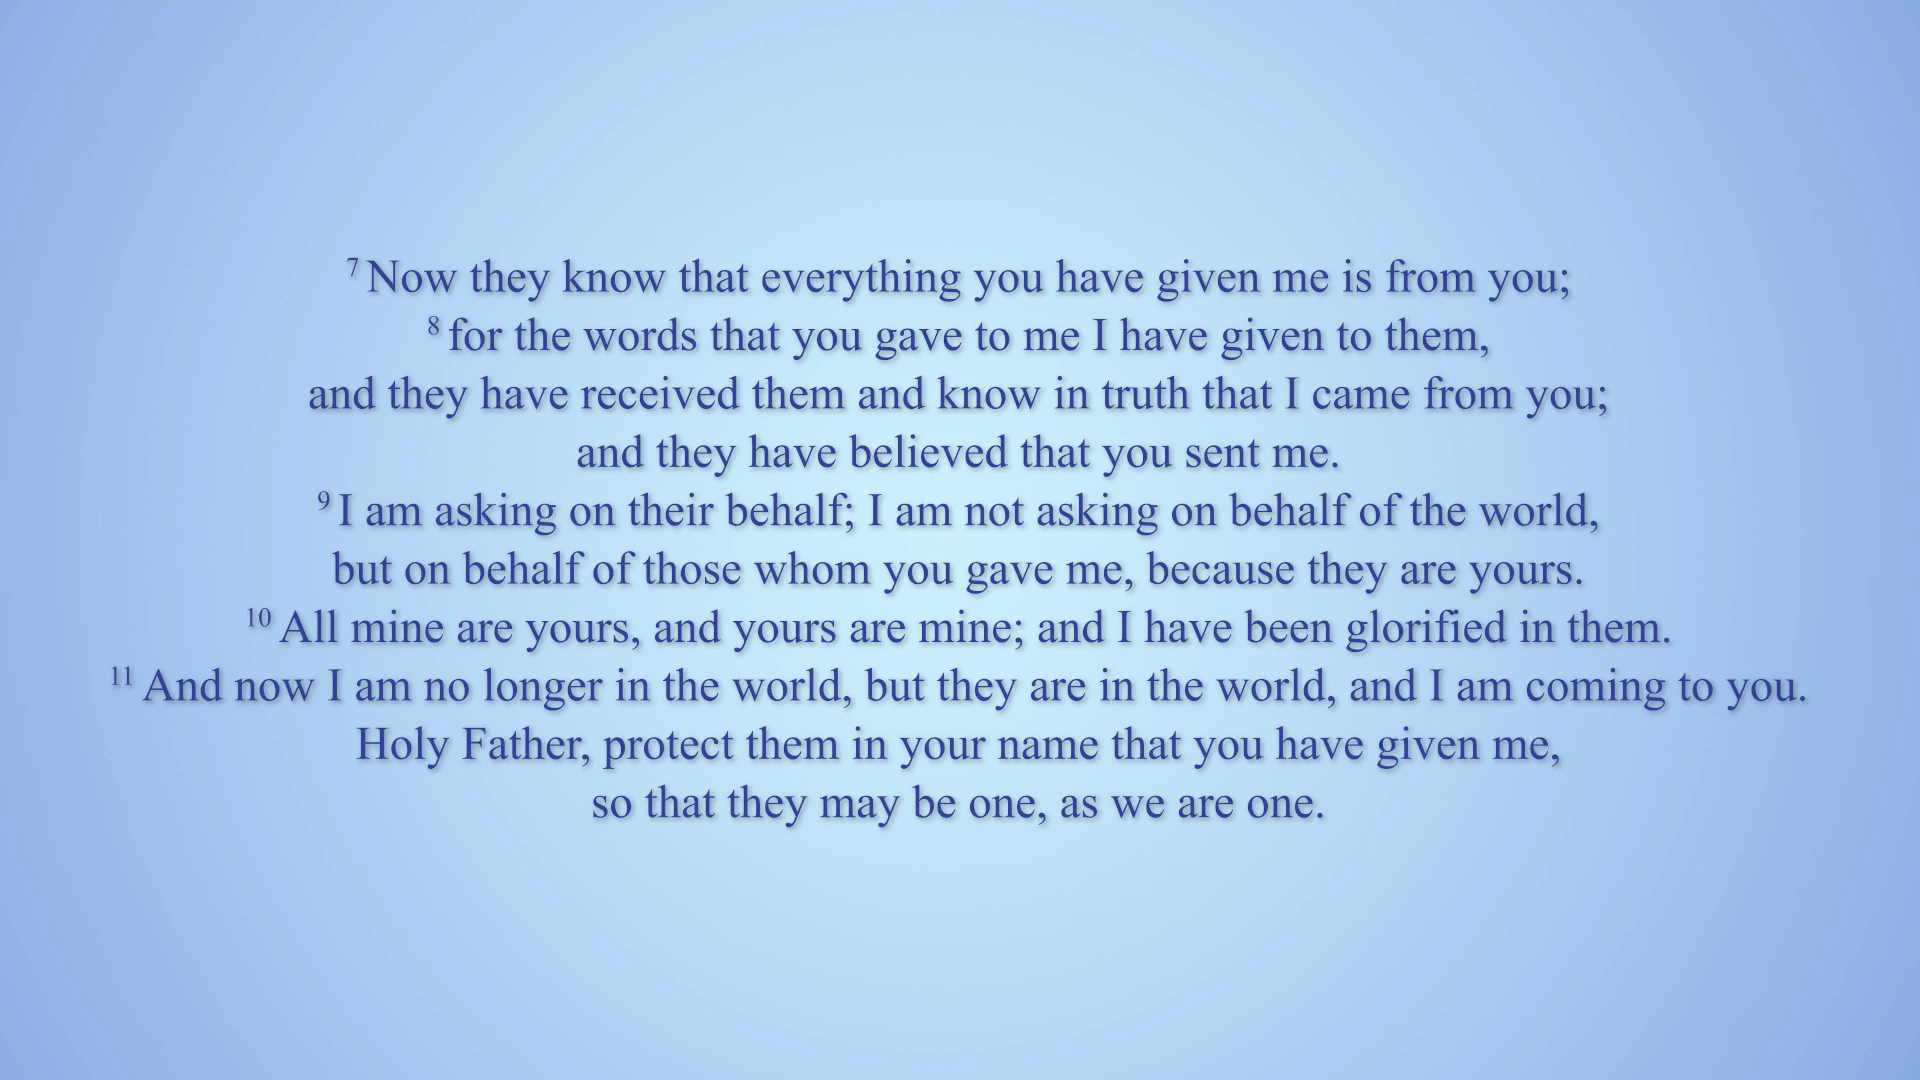 7 Now they know that everything you have given me is from you;
8 for the words that you gave to me I have given to them,
and they have received them and know in truth that I came from you;
and they have believed that you sent me.
9 I am asking on their behalf; I am not asking on behalf of the world,
but on behalf of those whom you gave me, because they are yours.
10 All mine are yours, and yours are mine; and I have been glorified in them.
11 And now I am no longer in the world, but they are in the world, and I am coming to you.
Holy Father, protect them in your name that you have given me,
so that they may be one, as we are one.